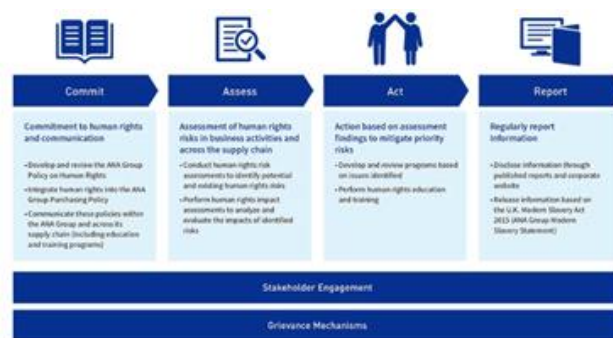 Commit
Assess
Act
Report
Commitment to human rights
and communication
• Develop and review the ANA Group
Policy on Human Rights
• Integrate human rights into the ANA
Group Purchasing Policy
• Communicate these policies within
the ANA Group and across its
supply chain (including education
and training programs)
Assessment of human rights
risks in business activities and
across the supply chain
• Conduct human rights risk
assessments to identify potential
and existing human rights risks
• Perform human rights impact
assessments to analyze and
evaluate the impacts of identified
risks
Action based on assessment
findings to mitigate priority
risks
• Develop and review programs based
on issues identified
• Perform human rights education
and training
Regularly report
information
• Disclose information through
published reports and corporate
website
• Release information based on
the U.K. Modern Slavery Act
2015 (ANA Group Modern
Slavery Statement)
Stakeholder Engagement
Grievance Mechanisms